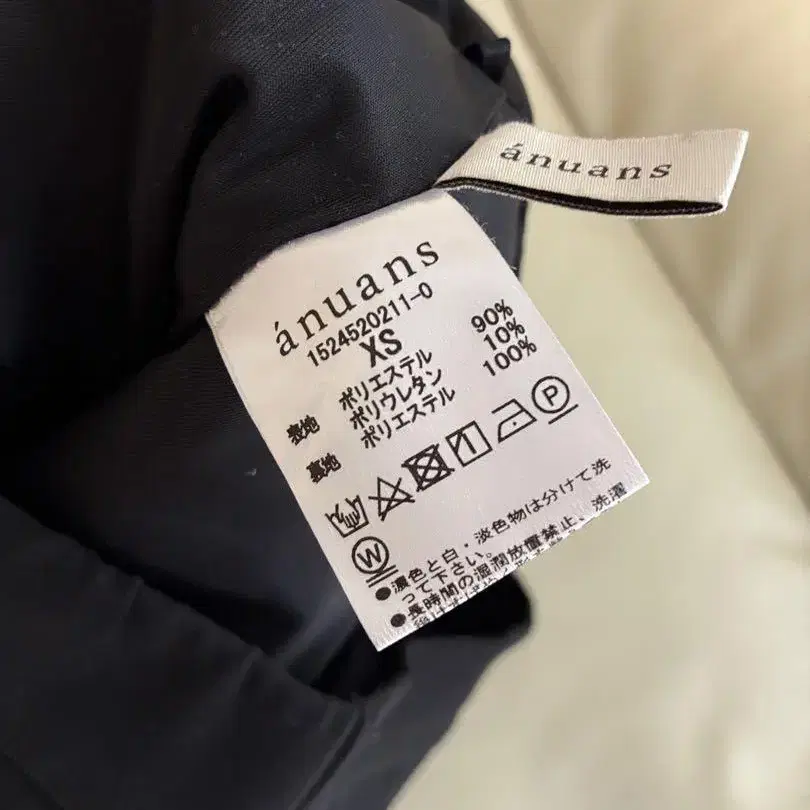 ánuans
ánuans
1524520211-0
XS
表地 ポリエステル 90%
ポリウレタン 10%
裏地 ポリエステル 100%
P
W
●濃色と白・淡色物は分けて洗
って下さい。
●長時間の湿潤放置禁止、洗濯